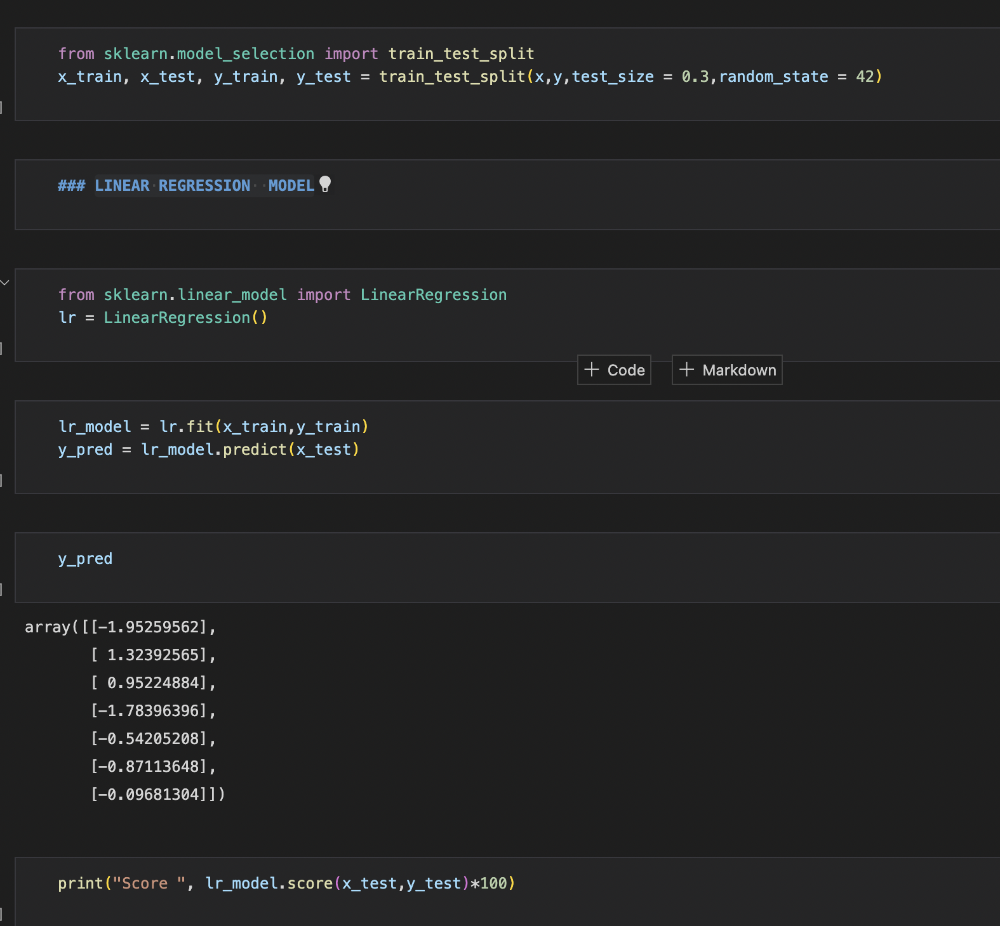 from sklearn.model_selection import train_test_split
x_train, x_test, y_train, y_test = train_test_split(x,y,test_size = 0.3,random_state = 42)
### LINEAR REGRESSION  MODEL
from sklearn.linear_model import LinearRegression
lr = LinearRegression()
+ Code + Markdown
lr_model = lr.fit(x_train,y_train)
y_pred = lr_model.predict(x_test)
y_pred
array([[-1.95259562],
[ 1.32392565],
[ 0.95224884],
[-1.78396396],
[-0.54205208],
[-0.87113648],
[-0.09681304]])
print("Score ", lr_model.score(x_test,y_test)*100)